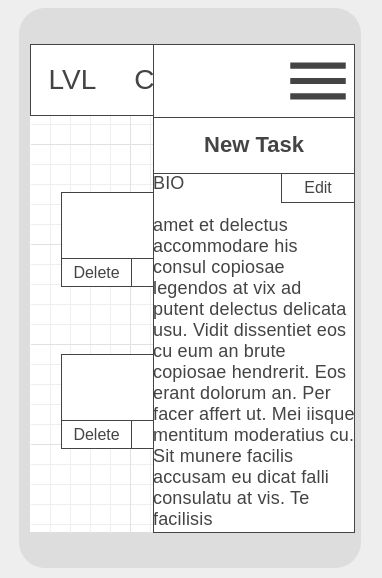 LVL C
New Task
BIO
Edit
amet et delectus
accommodare his
consul copiosae
legendos at vix ad
putent delectus delicata
usu. Vidit dissentiet eos
cu eum an brute
copiosae hendrerit. Eos
erant dolorum an. Per
facer affert ut. Mei iisque
mentitum moderatius cu.
Sit munere facilis
accusam eu dicat falli
consulatu at vis. Te
facilisis
Delete
Delete